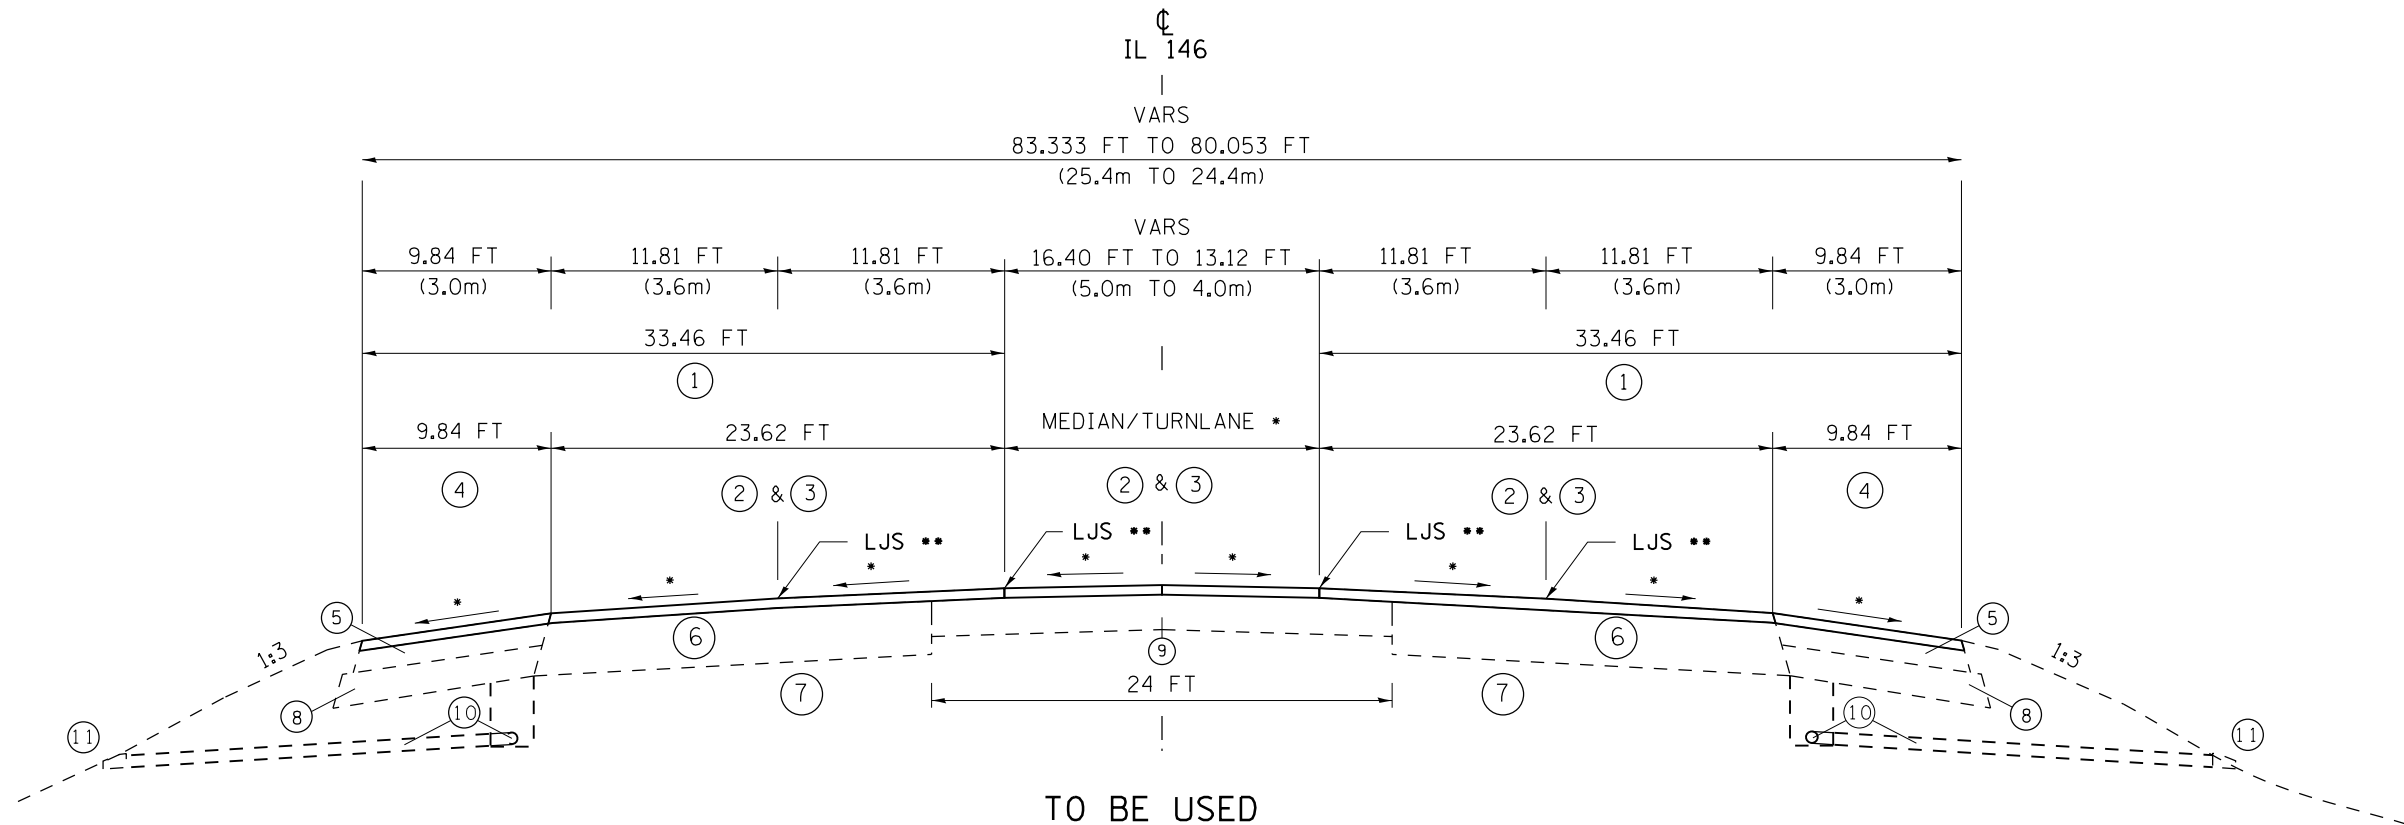 ℄
IL 146
VARS
83.333 FT TO 80.053 FT
(25.4m TO 24.4m)
VARS
9.84 FT 11.81 FT 11.81 FT 16.40 FT TO 13.12 FT 11.81 FT 11.81 FT 9.84 FT
(3.0m) (3.6m) (3.6m) (5.0m TO 4.0m) (3.6m) (3.6m) (3.0m)
33.46 FT 33.46 FT
1 1
9.84 FT 23.62 FT MEDIAN/TURNLANE * 23.62 FT 9.84 FT
4 2 & 3 2 & 3 2 & 3 4
LJS ** LJS ** LJS ** LJS **
* * * * * * * *
5 5
1:3 6 9 6 1:3
7 24 FT 7
8 10 10 8
11 11
TO BE USED